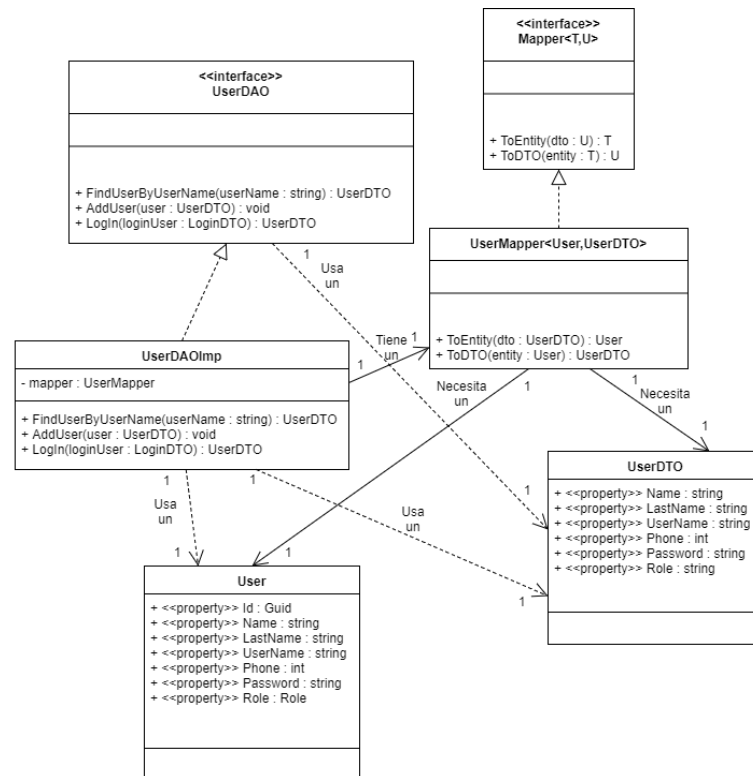 <<interface>>
Mapper<T,U>
+ ToEntity(dto : U) : T
+ ToDTO(entity : T) : U
<<interface>>
UserDAO
+ FindUserByUserName(userName : string) : UserDTO
+ AddUser(user : UserDTO) : void
+ LogIn(loginUser : LoginDTO) : UserDTO
UserMapper<User,UserDTO>
+ ToEntity(dto : UserDTO) : User
+ ToDTO(entity : User) : UserDTO
1
Usa
un
UserDAOImp
- mapper : UserMapper
+ FindUserByUserName(userName : string) : UserDTO
+ AddUser(user : UserDTO) : void
+ LogIn(loginUser : LoginDTO) : UserDTO
Tiene
un
1
1
Necesita
un
1
1
Necesita
un
1
UserDTO
+ <<property>> Name : string
+ <<property>> LastName : string
+ <<property>> UserName : string
+ <<property>> Phone : int
+ <<property>> Password : string
+ <<property>> Role : string
1
Usa
un
1
Usa
un
1
1
1
1
User
+ <<property>> Id : Guid
+ <<property>> Name : string
+ <<property>> LastName : string
+ <<property>> UserName : string
+ <<property>> Phone : int
+ <<property>> Password : string
+ <<property>> Role : Role